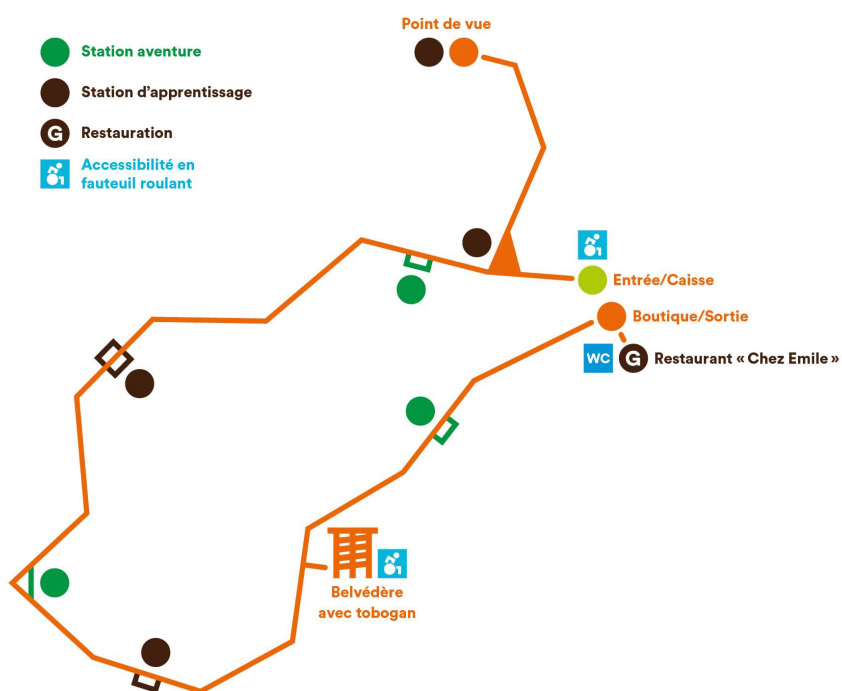 Point de vue
Station aventure
Station d'apprentissage
G Restauration
Accessibilité en
fauteuil roulant
Entrée/Caisse
Boutique/Sortie
WC G Restaurant « Chez Emile »
Belvédère
avec tobogan